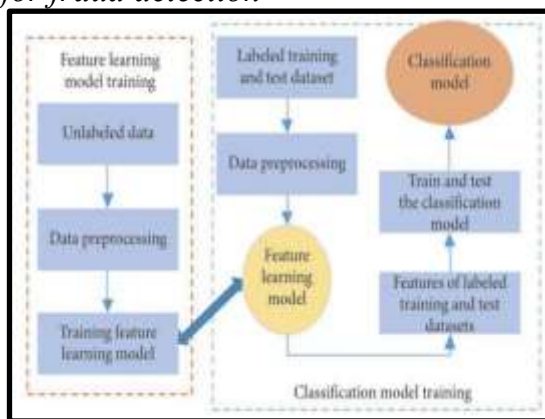 for fraud detection
Feature learning
model training
Unlabeled data
Data preprocessing
Training feature
learning model
Labeled training
and test dataset
Data preprocessing
Feature
learning
model
Classification
model
Train and test
the classification
model
Features of labeled
training and test
datasets
Classification model training